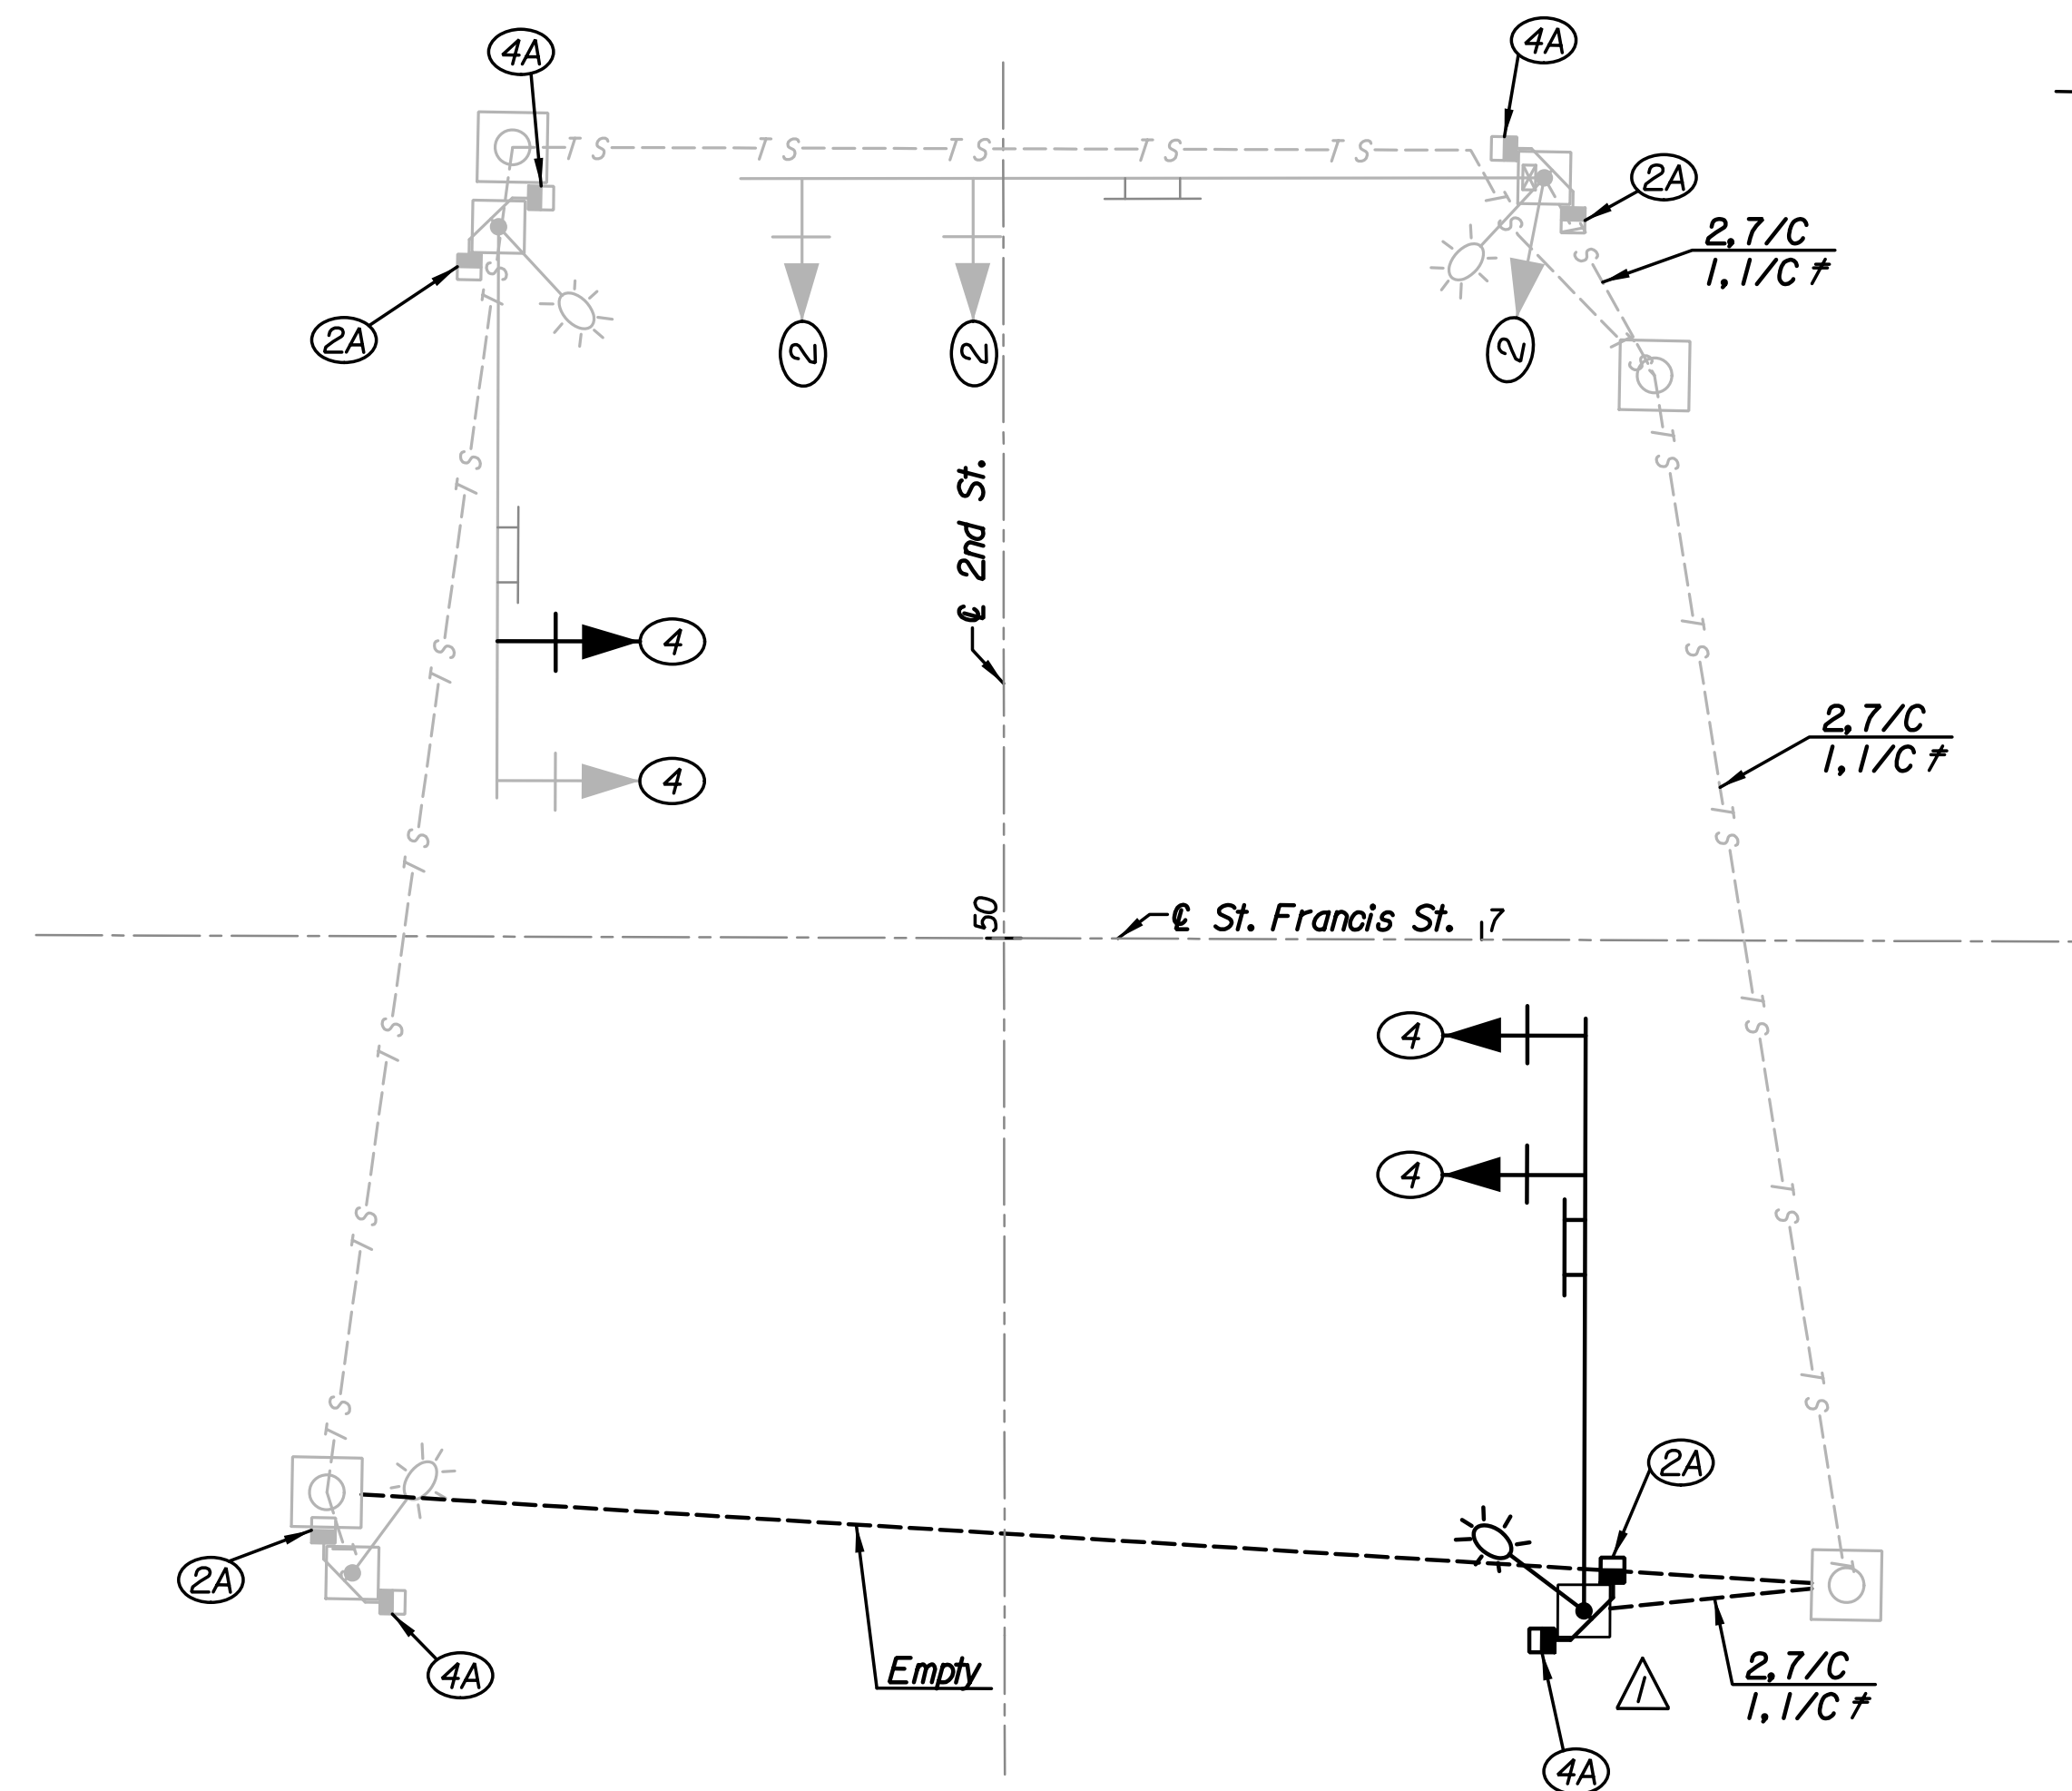 4A
4A
T S T S T S T S T S
2A
2,7/C
1,1/C ≠
2A
2
2
2
℄ 2nd St.
4
2,7/C
1,1/C ≠
4
50
℄ St. Francis St.
7
4
4
2A
2A
4A
Empty
1
2,7/C
1,1/C ≠
4A